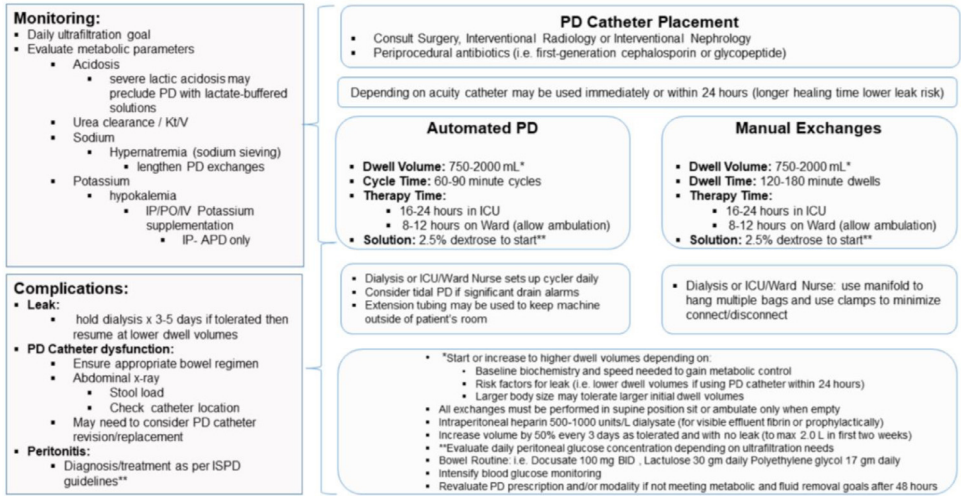 Monitoring:
▪ Daily ultrafiltration goal
▪ Evaluate metabolic parameters
▪ Acidosis
▪ severe lactic acidosis may
preclude PD with lactate-buffered
solutions
▪ Urea clearance / Kt/V
▪ Sodium
▪ Hypernatremia (sodium sieving)
▪ lengthen PD exchanges
▪ Potassium
▪ hypokalemia
▪ IP/PO/IV Potassium
supplementation
▪ IP- APD only
Complications:
▪ Leak:
▪ hold dialysis x 3-5 days if tolerated then
resume at lower dwell volumes
▪ PD Catheter dysfunction:
▪ Ensure appropriate bowel regimen
▪ Abdominal x-ray
▪ Stool load
▪ Check catheter location
▪ May need to consider PD catheter
revision/replacement
▪ Peritonitis:
▪ Diagnosis/treatment as per ISPD
guidelines**
PD Catheter Placement
▪ Consult Surgery, Interventional Radiology or Interventional Nephrology
▪ Periprocedural antibiotics (i.e. first-generation cephalosporin or glycopeptide)
Depending on acuity catheter may be used immediately or within 24 hours (longer healing time lower leak risk)
Automated PD
▪ Dwell Volume: 750-2000 mL*
▪ Cycle Time: 60-90 minute cycles
▪ Therapy Time:
▪ 16-24 hours in ICU
▪ 8-12 hours on Ward (allow ambulation)
▪ Solution: 2.5% dextrose to start**
▪ Dialysis or ICU/Ward Nurse sets up cycler daily
▪ Consider tidal PD if significant drain alarms
▪ Extension tubing may be used to keep machine
outside of patient's room
Manual Exchanges
▪ Dwell Volume: 750-2000 mL*
▪ Dwell Time: 120-180 minute dwells
▪ Therapy Time:
▪ 16-24 hours in ICU
▪ 8-12 hours on Ward (allow ambulation)
▪ Solution: 2.5% dextrose to start**
▪ Dialysis or ICU/Ward Nurse: use manifold to
hang multiple bags and use clamps to minimize
connect/disconnect
• *Start or increase to higher dwell volumes depending on:
• Baseline biochemistry and speed needed to gain metabolic control
• Risk factors for leak (i.e. lower dwell volumes if using PD catheter within 24 hours)
• Larger body size may tolerate larger initial dwell volumes
• All exchanges must be performed in supine position sit or ambulate only when empty
• Intraperitoneal heparin 500-1000 units/L dialysate (for visible effluent fibrin or prophylactically)
• Increase volume by 50% every 3 days as tolerated and with no leak (to max 2.0 L in first two weeks)
• **Evaluate daily peritoneal glucose concentration depending on ultrafiltration needs
• Bowel Routine: i.e. Docusate 100 mg BID , Lactulose 30 gm daily Polyethylene glycol 17 gm daily
• Intensify blood glucose monitoring
• Revaluate PD prescription and/or modality if not meeting metabolic and fluid removal goals after 48 hours